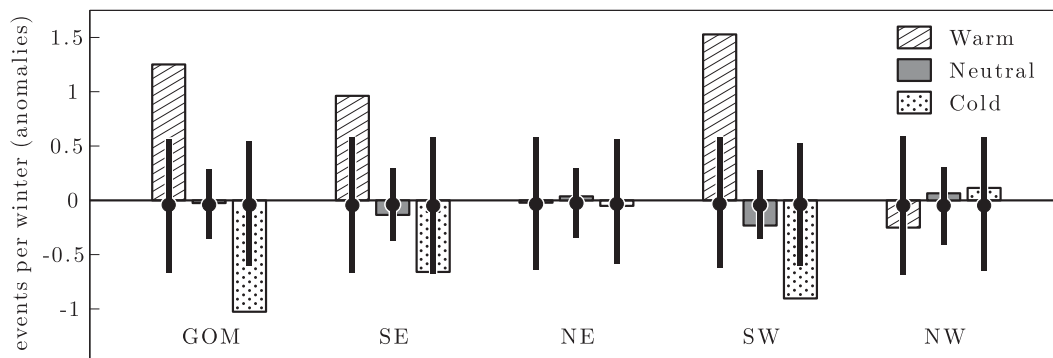 events per winter (anomalies)
1.5
1
0.5
0
-0.5
-1
Warm
Neutral
Cold
GOM SE NE SW NW